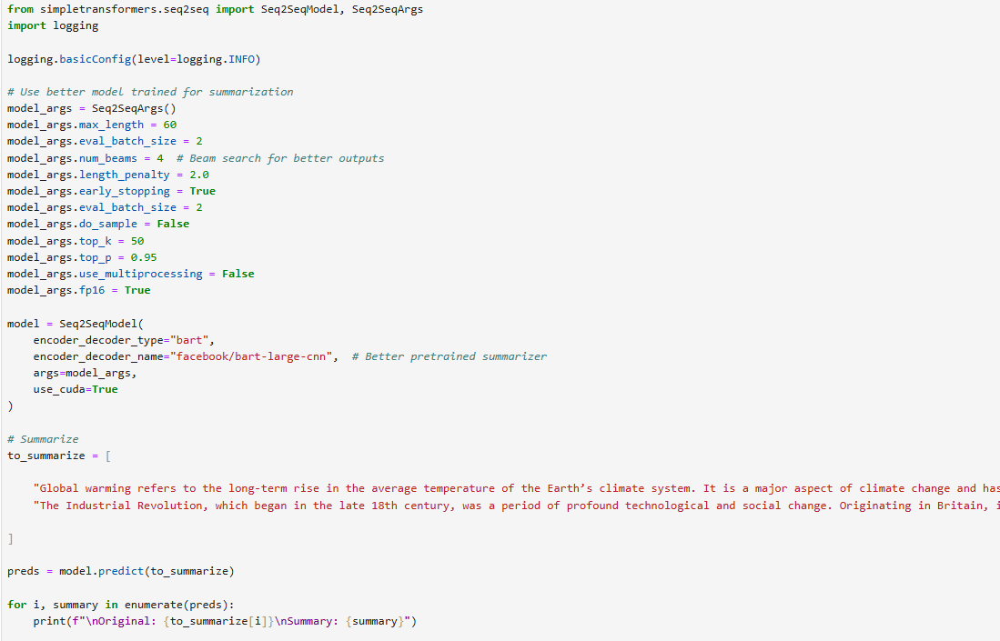 from simpletransformers.seq2seq import Seq2SeqModel, Seq2SeqArgs
import logging

logging.basicConfig(level=logging.INFO)

# Use better model trained for summarization
model_args = Seq2SeqArgs()
model_args.max_length = 60
model_args.eval_batch_size = 2
model_args.num_beams = 4  # Beam search for better outputs
model_args.length_penalty = 2.0
model_args.early_stopping = True
model_args.eval_batch_size = 2
model_args.do_sample = False
model_args.top_k = 50
model_args.top_p = 0.95
model_args.use_multiprocessing = False
model_args.fp16 = True

model = Seq2SeqModel(
    encoder_decoder_type="bart",
    encoder_decoder_name="facebook/bart-large-cnn",  # Better pretrained summarizer
    args=model_args,
    use_cuda=True
)

# Summarize
to_summarize = [

    "Global warming refers to the long-term rise in the average temperature of the Earth’s climate system. It is a major aspect of climate change and has
    "The Industrial Revolution, which began in the late 18th century, was a period of profound technological and social change. Originating in Britain,

]

preds = model.predict(to_summarize)

for i, summary in enumerate(preds):
    print(f"\nOriginal: {to_summarize[i]}\nSummary: {summary}")